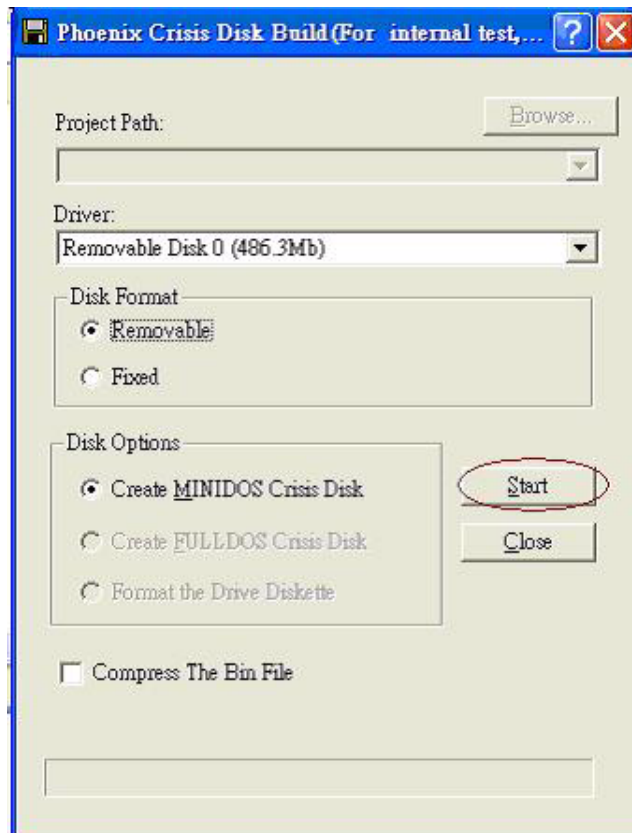 Phoenix Crisis Disk Build(For internal test,...
Project Path:
Browse...
Driver:
Removable Disk 0 (486.3Mb)
Disk Format
Removable
Fixed
Disk Options
Create MINIDOS Crisis Disk
Start
Create FULLDOS Crisis Disk
Close
Format the Drive Diskette
Compress The Bin File